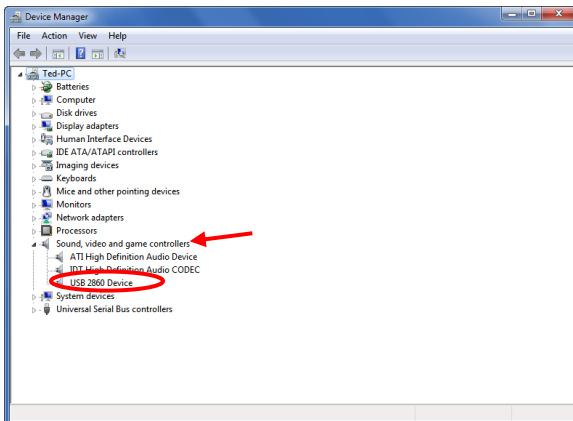 Device Manager
File Action View Help
Ted-PC
Batteries
Computer
Disk drives
Display adapters
Human Interface Devices
IDE ATA/ATAPI controllers
Imaging devices
Keyboards
Mice and other pointing devices
Monitors
Network adapters
Processors
Sound, video and game controllers
ATI High Definition Audio Device
IDT High Definition Audio CODEC
USB 2860 Device
System devices
Universal Serial Bus controllers